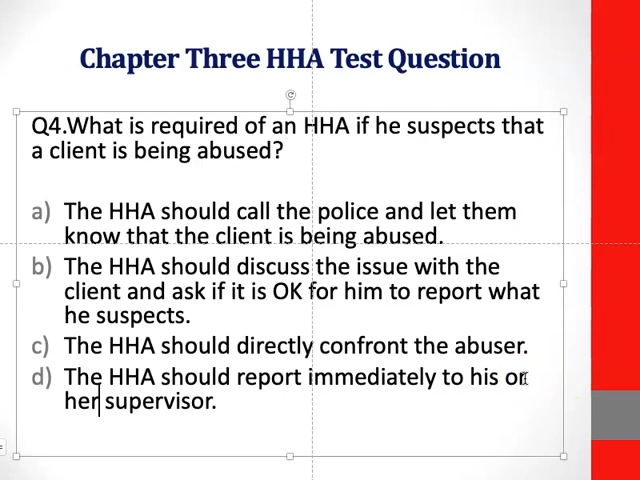 Chapter Three HHA Test Question
Q4.What is required of an HHA if he suspects that
a client is being abused?
a) The HHA should call the police and let them
know that the client is being abused.
b) The HHA should discuss the issue with the
client and ask if it is OK for him to report what
he suspects.
c) The HHA should directly confront the abuser.
d) The HHA should report immediately to his or
her supervisor.